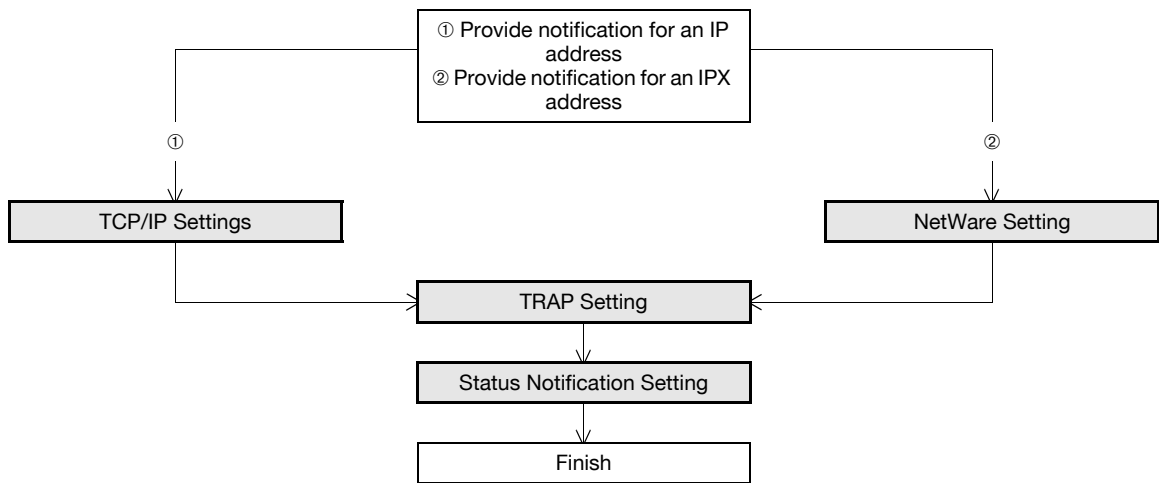 ① Provide notification for an IP
address
② Provide notification for an IPX
address
①
②
TCP/IP Settings
NetWare Setting
TRAP Setting
Status Notification Setting
Finish